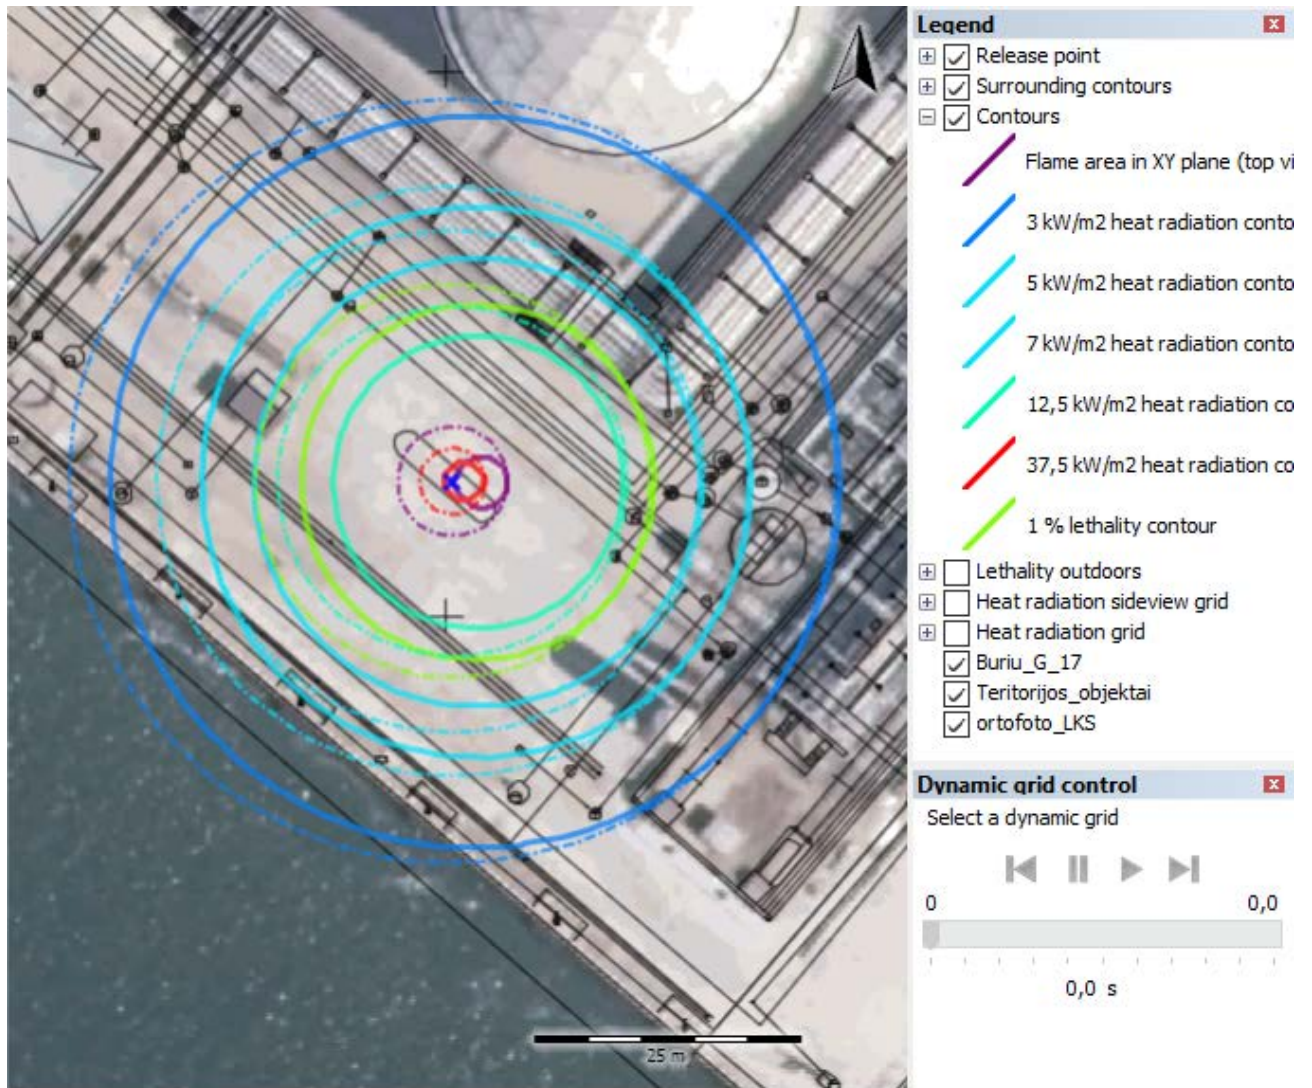 Legend
Release point
Surrounding contours
Contours
Flame area in XY plane (top vi
3 kW/m2 heat radiation conto
5 kW/m2 heat radiation conto
7 kW/m2 heat radiation conto
12,5 kW/m2 heat radiation co
37,5 kW/m2 heat radiation co
1 % lethality contour
Lethality outdoors
Heat radiation sideview grid
Heat radiation grid
Buriu_G_17
Teritorijos_objektai
ortofoto_LKS
Dynamic grid control
Select a dynamic grid
0 0,0
0,0 s
25 m